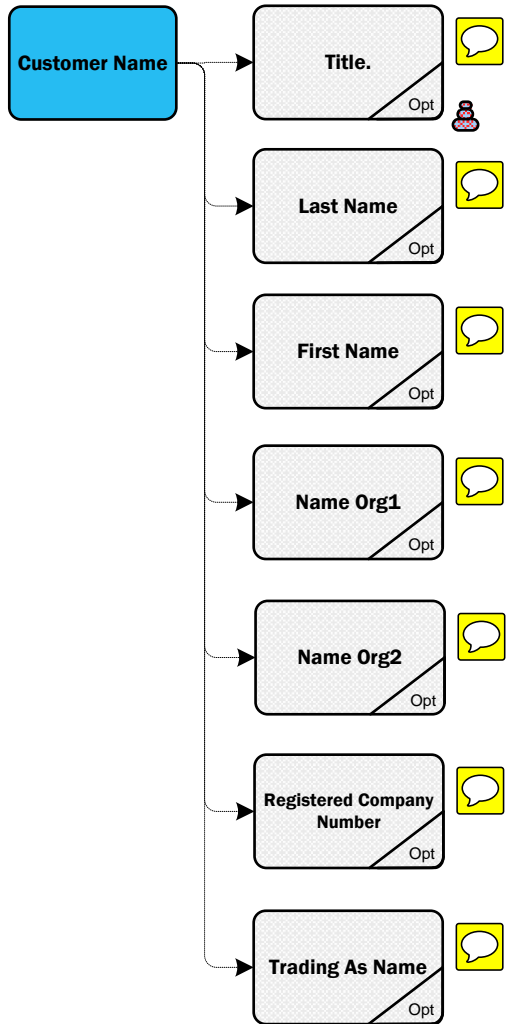 Customer Name
Title.
Opt
Last Name
Opt
First Name
Opt
Name Org1
Opt
Name Org2
Opt
Registered Company
Number
Opt
Trading As Name
Opt